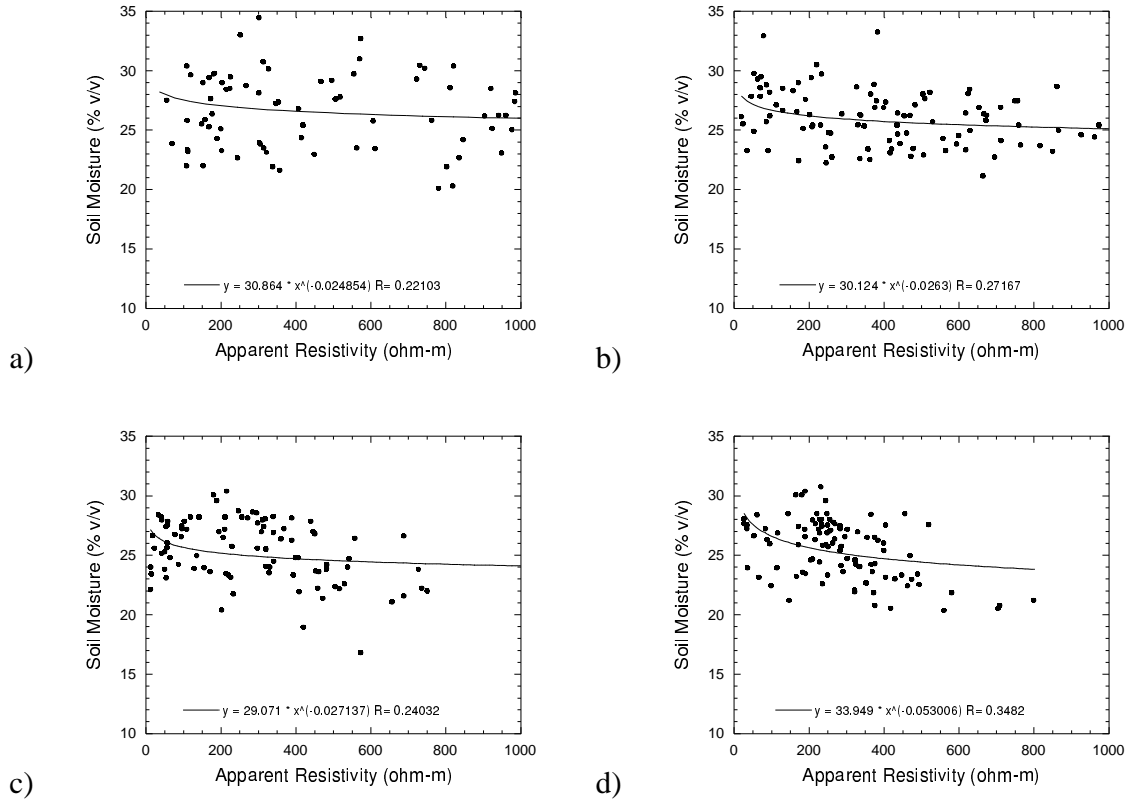 35
30
25
20
15
10
Soil Moisture (% v/v)
y = 30.864 * x^(-0.024854) R= 0.22103
0 200 400 600 800 1000
Apparent Resistivity (ohm-m)
a)
35
30
25
20
15
10
Soil Moisture (% v/v)
y = 30.124 * x^(-0.0263) R= 0.27167
0 200 400 600 800 1000
Apparent Resistivity (ohm-m)
b)
35
30
25
20
15
10
Soil Moisture (% v/v)
y = 29.071 * x^(-0.027137) R= 0.24032
0 200 400 600 800 1000
Apparent Resistivity (ohm-m)
c)
35
30
25
20
15
10
Soil Moisture (% v/v)
y = 33.949 * x^(-0.053006) R= 0.3482
0 200 400 600 800 1000
Apparent Resistivity (ohm-m)
d)